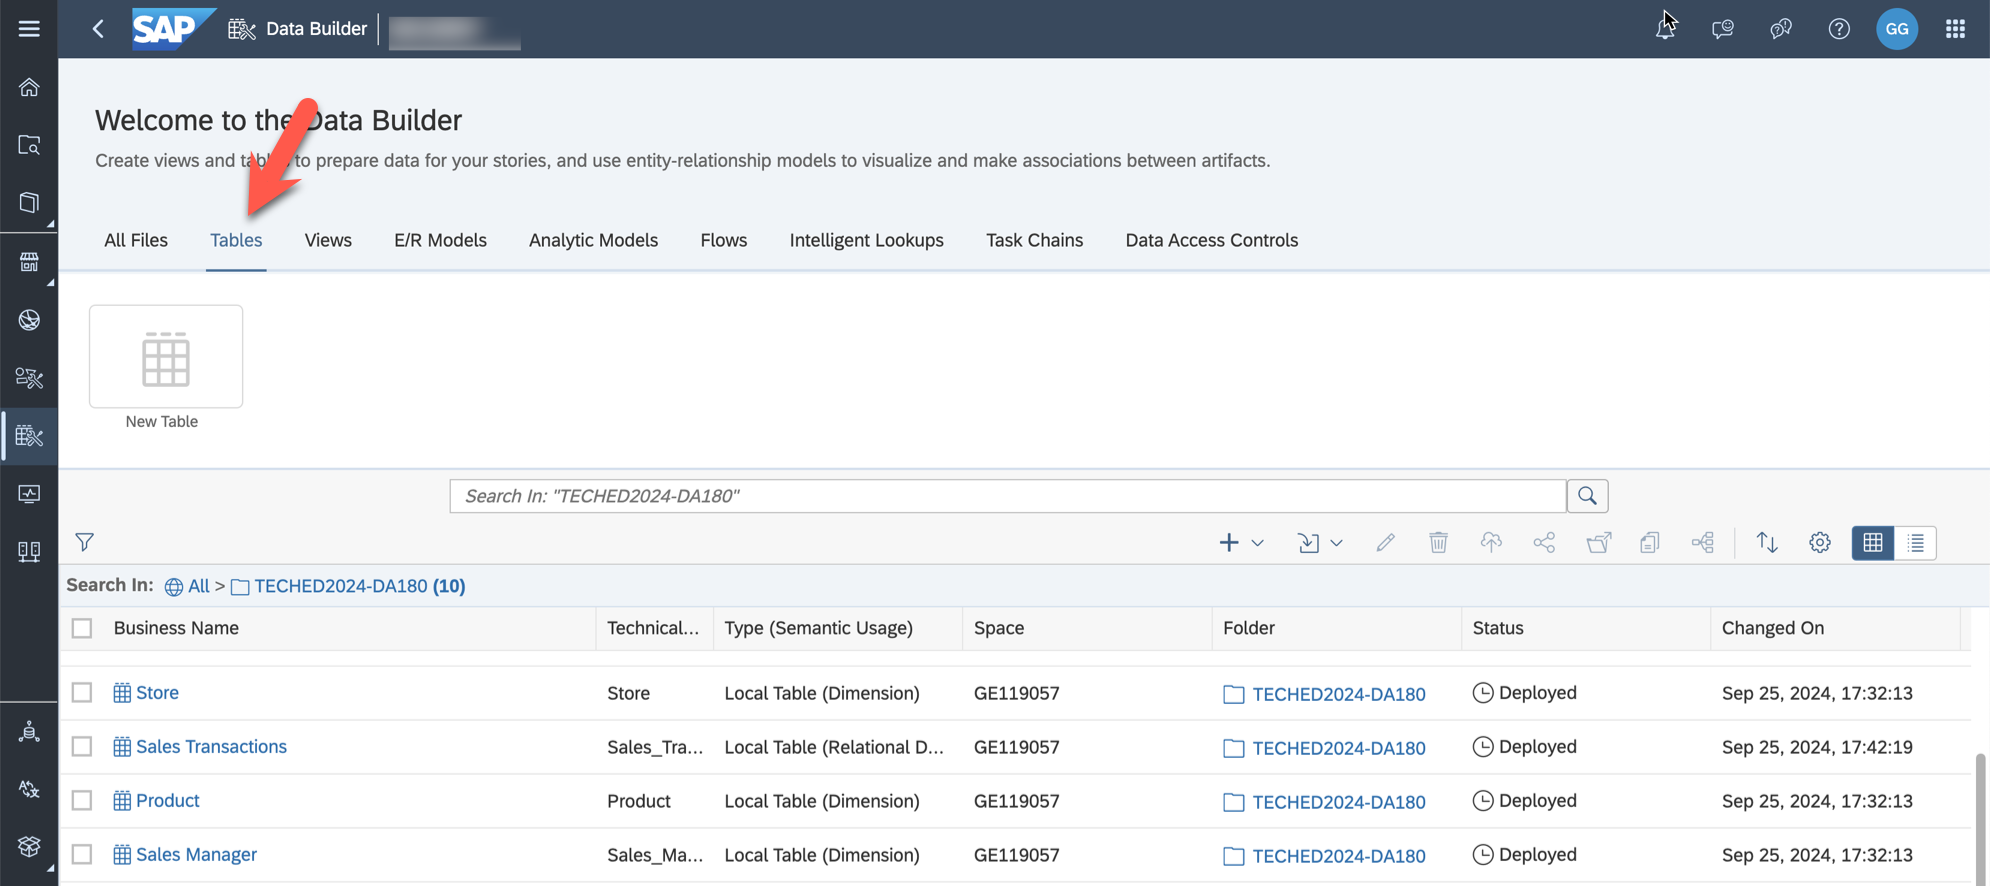 SAP Data Builder
GG
Welcome to the Data Builder
Create views and tables to prepare data for your stories, and use entity-relationship models to visualize and make associations between artifacts.
All Files Tables Views E/R Models Analytic Models Flows Intelligent Lookups Task Chains Data Access Controls
New Table
Search In: "TECHED2024-DA180"
Search In: All > TECHED2024-DA180 (10)
Business Name Technical... Type (Semantic Usage) Space Folder Status Changed On
Store Store Local Table (Dimension) GE119057 TECHED2024-DA180 Deployed Sep 25, 2024, 17:32:13
Sales Transactions Sales_Tra... Local Table (Relational D... GE119057 TECHED2024-DA180 Deployed Sep 25, 2024, 17:42:19
Product Product Local Table (Dimension) GE119057 TECHED2024-DA180 Deployed Sep 25, 2024, 17:32:13
Sales Manager Sales_Ma... Local Table (Dimension) GE119057 TECHED2024-DA180 Deployed Sep 25, 2024, 17:32:13